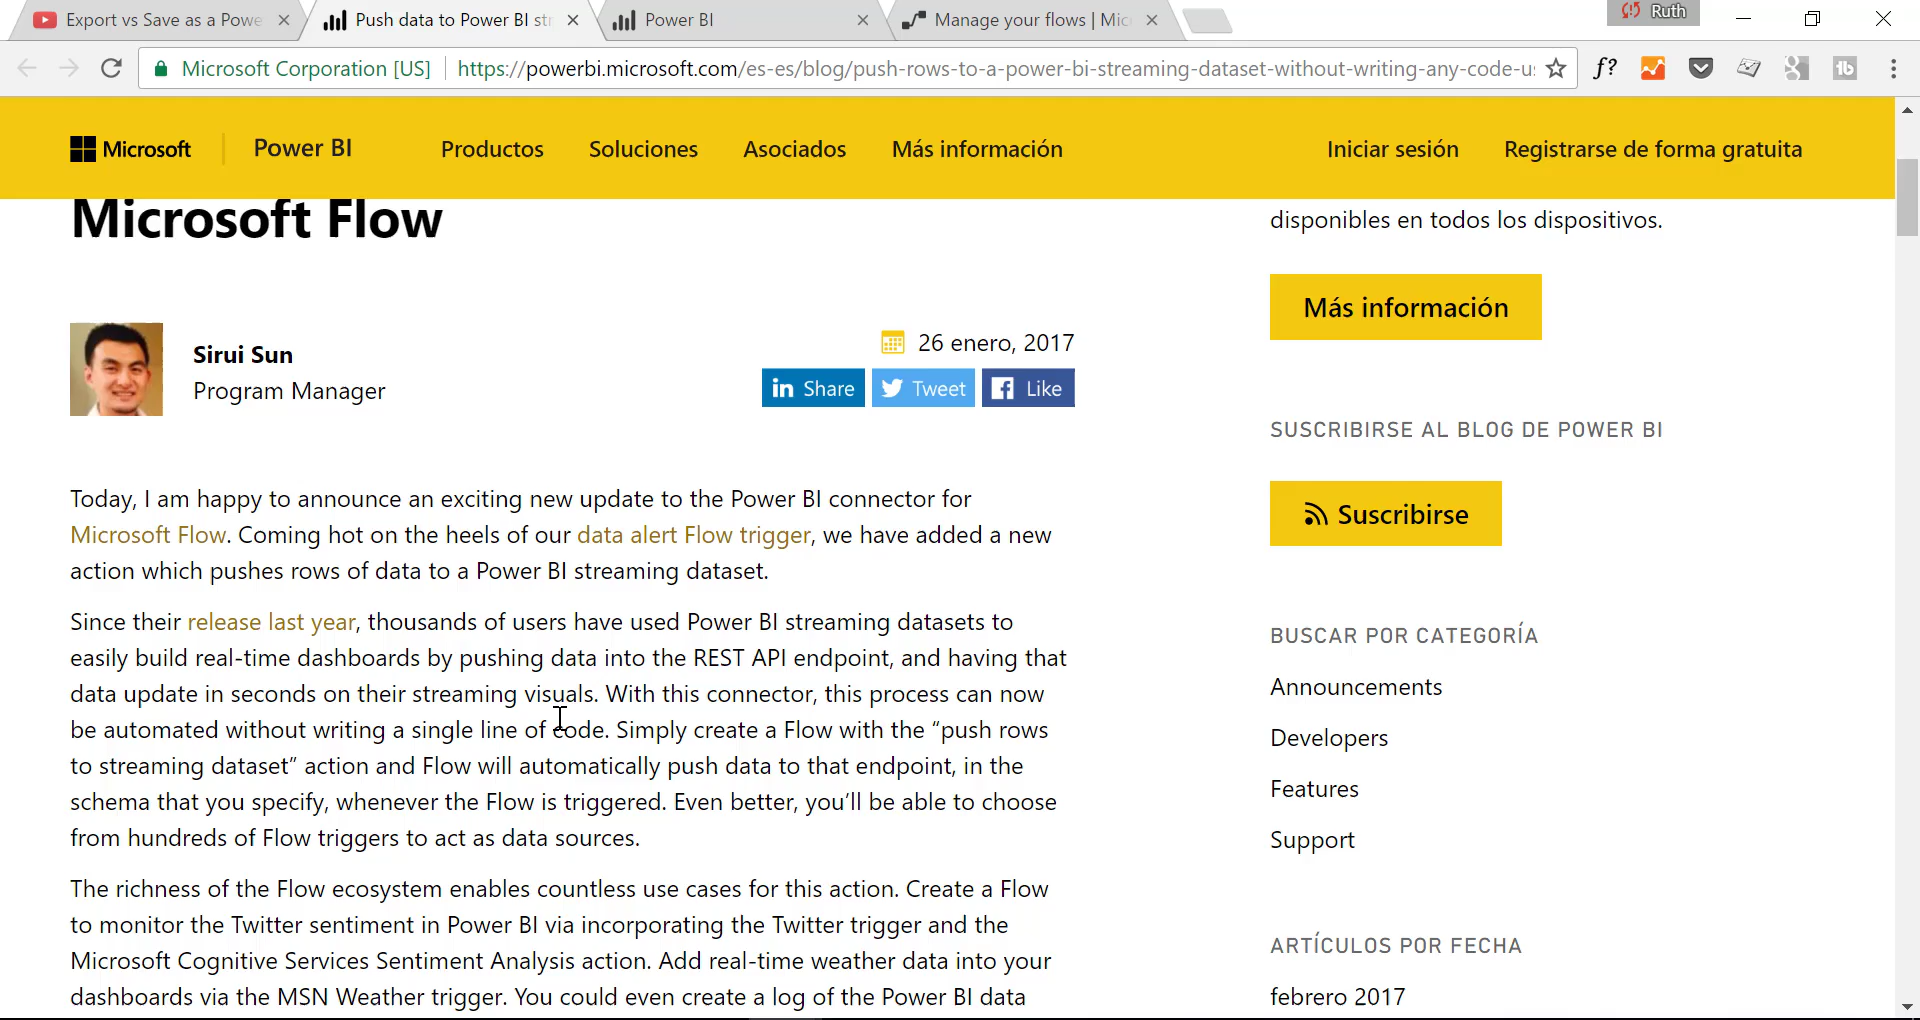 Export vs Save as a Powe
Push data to Power BI str
Power BI
Manage your flows | Mic
Ruth
Microsoft Corporation [US]
https://powerbi.microsoft.com/es-es/blog/push-rows-to-a-power-bi-streaming-dataset-without-writing-any-code-u:
f?
Microsoft
Power BI
Productos
Soluciones
Asociados
Más información
Iniciar sesión
Registrarse de forma gratuita
Microsoft Flow
Sirui Sun
Program Manager
26 enero, 2017
in Share
Tweet
Like
Today, I am happy to announce an exciting new update to the Power BI connector for
Microsoft Flow. Coming hot on the heels of our data alert Flow trigger, we have added a new
action which pushes rows of data to a Power BI streaming dataset.
Since their release last year, thousands of users have used Power BI streaming datasets to
easily build real-time dashboards by pushing data into the REST API endpoint, and having that
data update in seconds on their streaming visuals. With this connector, this process can now
be automated without writing a single line of code. Simply create a Flow with the “push rows
to streaming dataset” action and Flow will automatically push data to that endpoint, in the
schema that you specify, whenever the Flow is triggered. Even better, you’ll be able to choose
from hundreds of Flow triggers to act as data sources.
The richness of the Flow ecosystem enables countless use cases for this action. Create a Flow
to monitor the Twitter sentiment in Power BI via incorporating the Twitter trigger and the
Microsoft Cognitive Services Sentiment Analysis action. Add real-time weather data into your
dashboards via the MSN Weather trigger. You could even create a log of the Power BI data
disponibles en todos los dispositivos.
Más información
SUSCRIBIRSE AL BLOG DE POWER BI
Suscribirse
BUSCAR POR CATEGORÍA
Announcements
Developers
Features
Support
ARTÍCULOS POR FECHA
febrero 2017